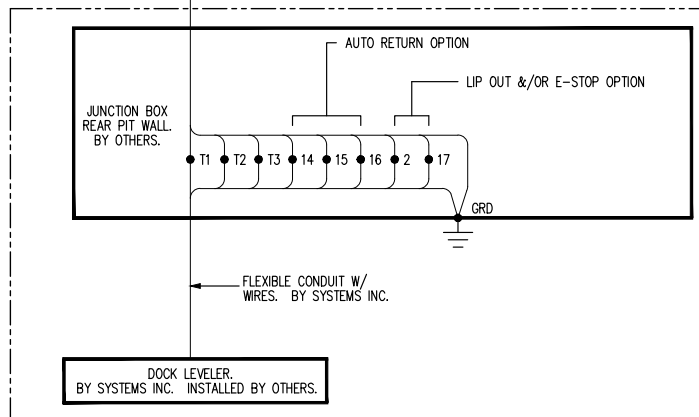 AUTO RETURN OPTION
LIP OUT &/OR E-STOP OPTION
JUNCTION BOX
REAR PIT WALL.
BY OTHERS.
T1 T2 T3 14 15 16 2 17
GRD
FLEXIBLE CONDUIT W/
WIRES. BY SYSTEMS INC.
DOCK LEVELER.
BY SYSTEMS INC. INSTALLED BY OTHERS.